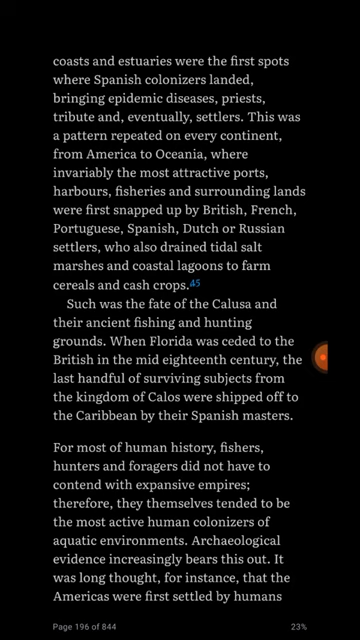 coasts and estuaries were the first spots
where Spanish colonizers landed,
bringing epidemic diseases, priests,
tribute and, eventually, settlers. This was
a pattern repeated on every continent,
from America to Oceania, where
invariably the most attractive ports,
harbours, fisheries and surrounding lands
were first snapped up by British, French,
Portuguese, Spanish, Dutch or Russian
settlers, who also drained tidal salt
marshes and coastal lagoons to farm
cereals and cash crops.45
Such was the fate of the Calusa and
their ancient fishing and hunting
grounds. When Florida was ceded to the
British in the mid eighteenth century, the
last handful of surviving subjects from
the kingdom of Calos were shipped off to
the Caribbean by their Spanish masters.
For most of human history, fishers,
hunters and foragers did not have to
contend with expansive empires;
therefore, they themselves tended to be
the most active human colonizers of
aquatic environments. Archaeological
evidence increasingly bears this out. It
was long thought, for instance, that the
Americas were first settled by humans
Page 196 of 844 23%